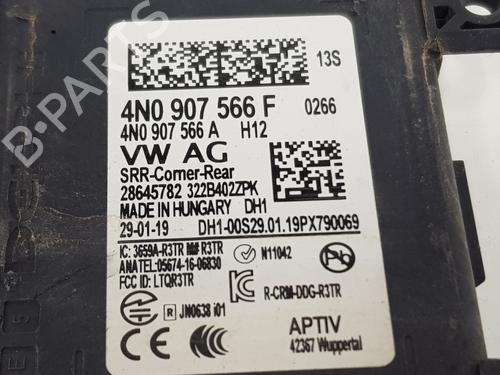 13S
4N0 907 566 F 0266
4N0 907 566 A H12
VW AG
SRR-Corner-Rear
28645782 322B402ZPK
MADE IN HUNGARY DH1
29-01-19 DH1-00S29.01.19PX790069
IC: 3659A-R3TR R3TR
ANATEL:05674-16-06830
FCC ID: LTQR3TR
N11042
R-CRM-DDG-R3TR
R JN0638 i01
CE
APTIV
42367 Wuppertal
E 5
B-PARTS